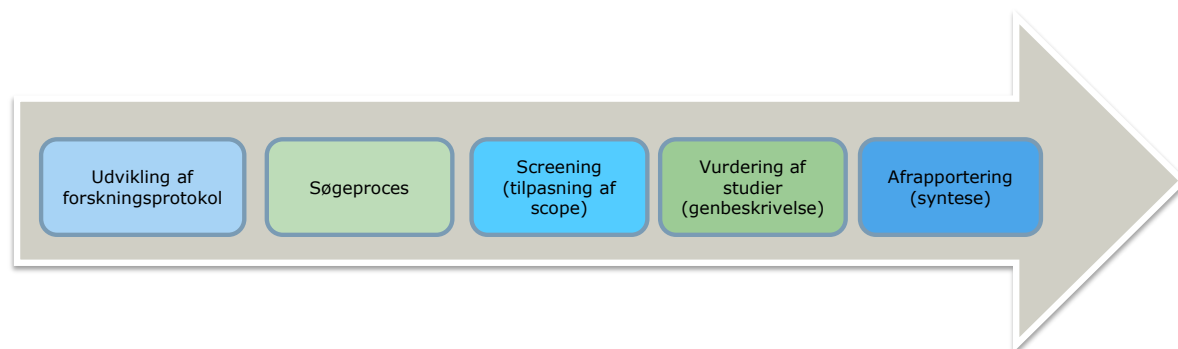 Udvikling af
forskningsprotokol
Søgeproces
Screening
(tilpasning af
scope)
Vurdering af
studier
(genbeskrivelse)
Afrapportering
(syntese)